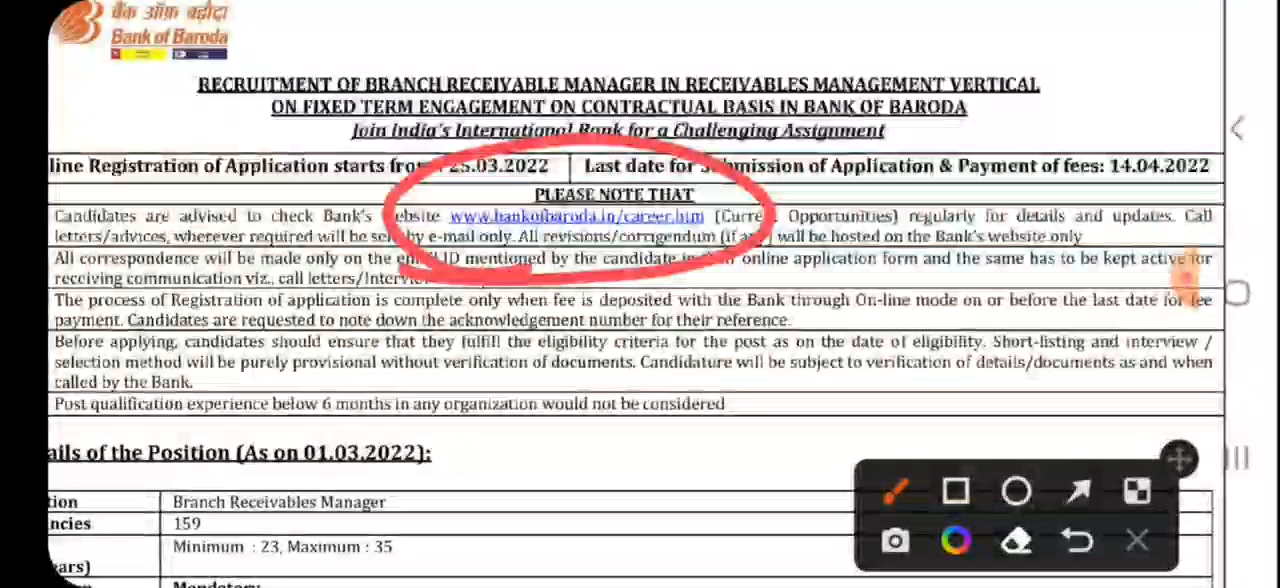 बैंक ऑफ़ बड़ौदा
Bank of Baroda
RECRUITMENT OF BRANCH RECEIVABLE MANAGER IN RECEIVABLES MANAGEMENT VERTICAL
ON FIXED TERM ENGAGEMENT ON CONTRACTUAL BASIS IN BANK OF BARODA
Join India's International Bank for a Challenging Assignment
line Registration of Application starts from 25.03.2022 Last date for Submission of Application & Payment of fees: 14.04.2022
PLEASE NOTE THAT
Candidates are advised to check Bank's website www.bankofbaroda.in/career.htm (Current Opportunities) regularly for details and updates. Call
letters/advices, wherever required will be sent by e-mail only. All revisions/corrigendum (if any) will be hosted on the Bank's website only
All correspondence will be made only on the email ID mentioned by the candidate in online application form and the same has to be kept active for
receiving communication viz., call letters/Interview
The process of Registration of application is complete only when fee is deposited with the Bank through On-line mode on or before the last date for fee
payment. Candidates are requested to note down the acknowledgement number for their reference.
Before applying, candidates should ensure that they fulfill the eligibility criteria for the post as on the date of eligibility. Short-listing and interview /
selection method will be purely provisional without verification of documents. Candidature will be subject to verification of details/documents as and when
called by the Bank.
Post qualification experience below 6 months in any organization would not be considered
ails of the Position (As on 01.03.2022):
tion Branch Receivables Manager
ncies 159
Minimum : 23, Maximum : 35
ears)
Mandatory: